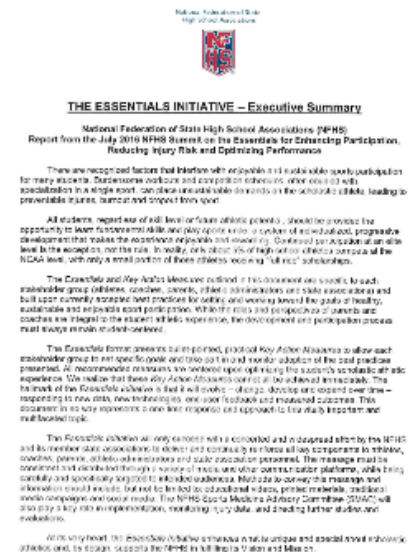 National Federation of State
High School Associations
NF
HS
THE ESSENTIALS INITIATIVE – Executive Summary
National Federation of State High School Associations (NFHS)
Report from the July 2016 NFHS Summit on the Essentials for Enhancing Participation,
Reducing Injury Risk and Optimizing Performance
There are recognized factors that interfere with enjoyable and sustainable sports participation
for many students. Burdensome workouts and competition schedules, often coupled with
specialization in a single sport, can place unsustainable demands on the scholastic athlete, leading to
preventable injuries, burnout and dropout from sport.
All students, regardless of skill level or future athletic potential, should be provided the
opportunity to learn fundamental skills and play sports under a system of individualized, progressive
development that makes the experience enjoyable and rewarding. Continued participation at an elite
level is the exception, not the rule. In reality, only about 5% of high school athletes compete at the
NCAA level, with only a small portion of those athletes receiving "full ride" scholarships.
The Essentials and Key Action Measures outlined in this document are specific to each
stakeholder group (athletes, coaches, parents, athletic administrators and state associations) and
built upon currently accepted best practices for setting and working toward the goals of healthy,
sustainable and enjoyable sport participation. While the roles and perspectives of parents and
coaches are integral to the student athletic experience, the development and participation process
must always remain student-centered.
The Essentials format presents bullet-pointed, practical Key Action Measures to allow each
stakeholder group to set specific goals and take part in and monitor adoption of the best practices
presented. All recommended measures are centered upon optimizing the student's scholastic athletic
experience. We realize that these Key Action Measures cannot all be achieved immediately. The
hallmark of the Essentials Initiative is that it will evolve – change, develop and expand over time –
responding to new data, new technologies, end-user feedback and measured outcomes. This
document in no way represents a one time response and approach to this vitally important and
multifaceted topic.
The Essentials Initiative will only succeed with a concerted and widespread effort by the NFHS
and its member state associations to deliver and continually reinforce all key components to athletes,
coaches, parents, athletic administrators and state association personnel. The message must be
consistent and distributed through a variety of media and other communication platforms, while being
carefully and specifically targeted to intended audiences. Methods to convey this message and
information should include, but not be limited to: educational videos, printed materials, traditional
media campaigns and social media. The NFHS Sports Medicine Advisory Committee (SMAC) will
also play a key role in implementation, monitoring injury data, and directing further studies and
evaluations.
At its very heart, the Essentials Initiative enhances what is unique and special about scholastic
athletics and, by design, supports the NFHS in fulfilling its Vision and Mission.